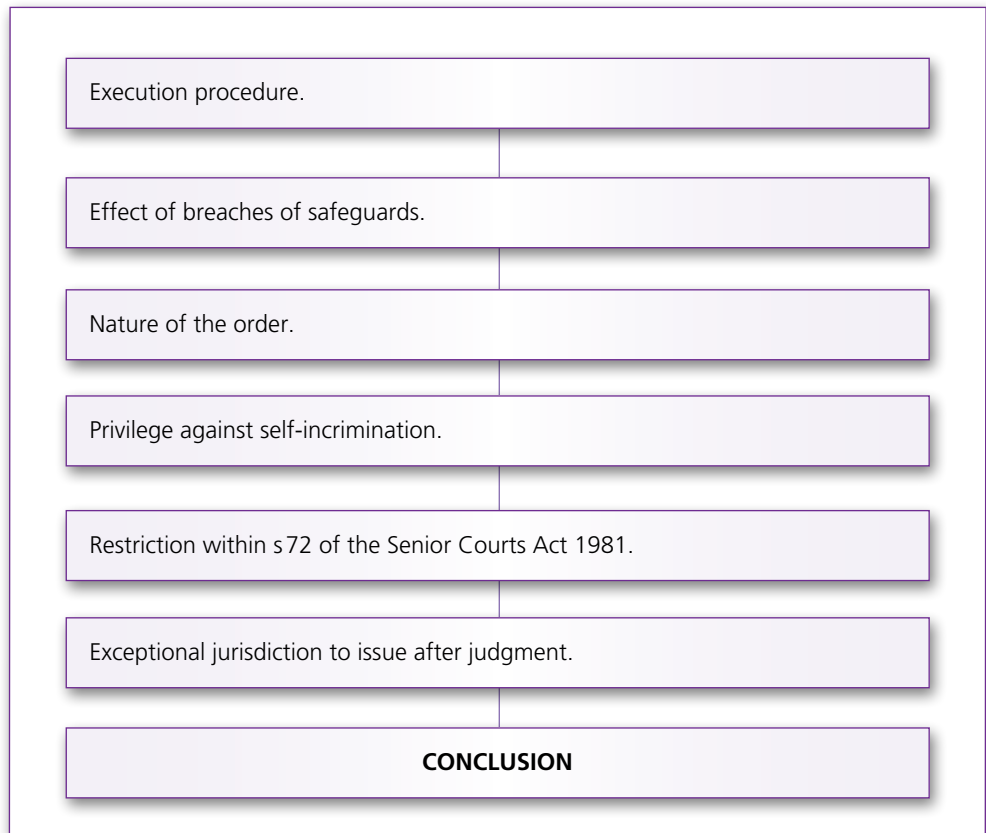 Execution procedure.
Effect of breaches of safeguards.
Nature of the order.
Privilege against self-incrimination.
Restriction within s 72 of the Senior Courts Act 1981.
Exceptional jurisdiction to issue after judgment.
CONCLUSION